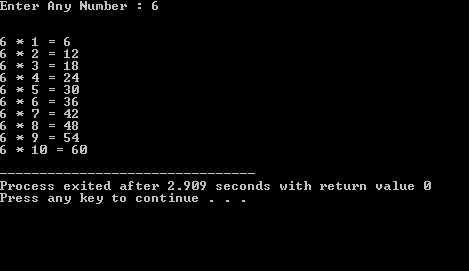 Enter Any Number : 6
6 * 1 = 6
6 * 2 = 12
6 * 3 = 18
6 * 4 = 24
6 * 5 = 30
6 * 6 = 36
6 * 7 = 42
6 * 8 = 48
6 * 9 = 54
6 * 10 = 60
--------------------------------
Process exited after 2.909 seconds with return value 0
Press any key to continue . . .